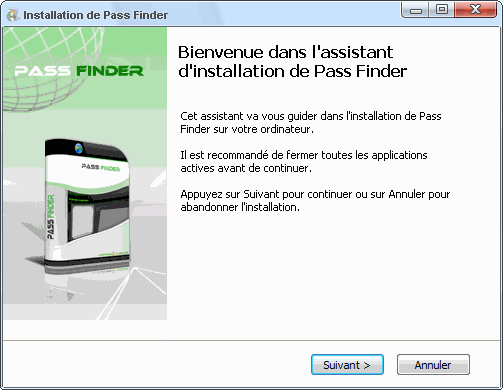 Installation de Pass Finder
PASS FINDER
PASS FINDER
PASS FINDER
Bienvenue dans l'assistant
d'installation de Pass Finder
Cet assistant va vous guider dans l'installation de Pass
Finder sur votre ordinateur.
Il est recommandé de fermer toutes les applications
actives avant de continuer.
Appuyez sur Suivant pour continuer ou sur Annuler pour
abandonner l'installation.
Suivant >
Annuler